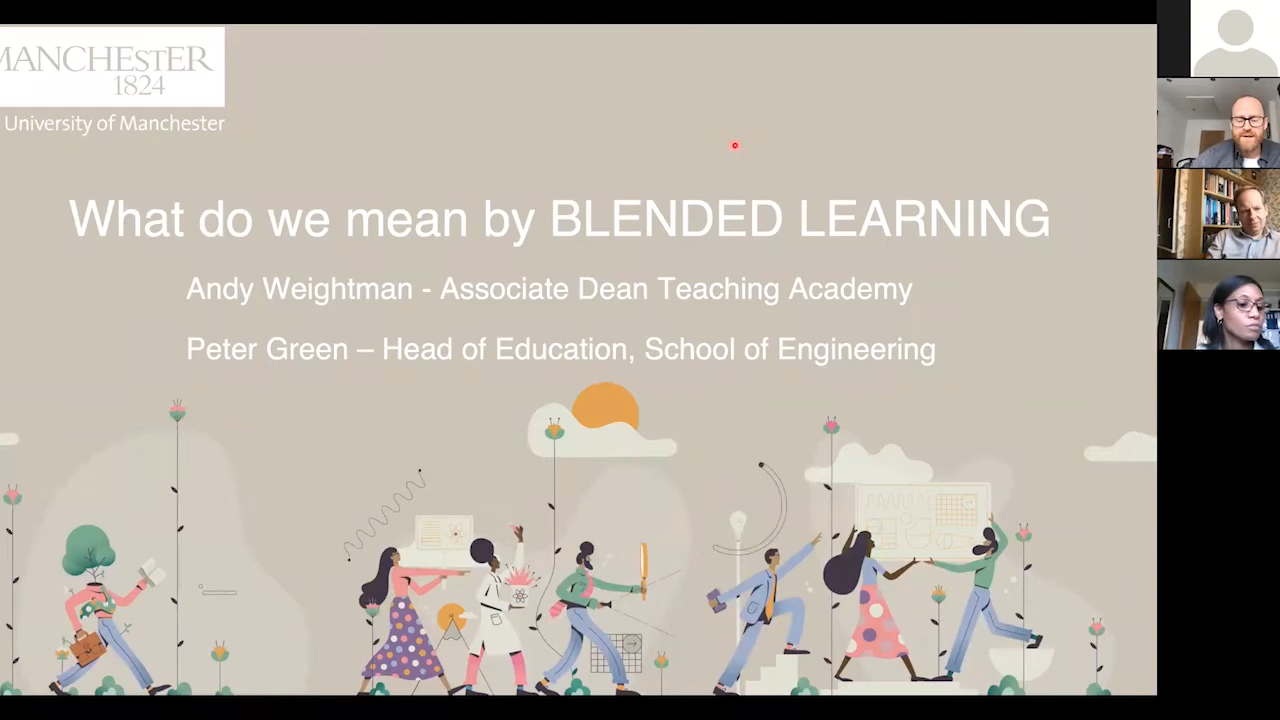 MANCHESTER
1824
University of Manchester
What do we mean by BLENDED LEARNING
Andy Weightman - Associate Dean Teaching Academy
Peter Green – Head of Education, School of Engineering